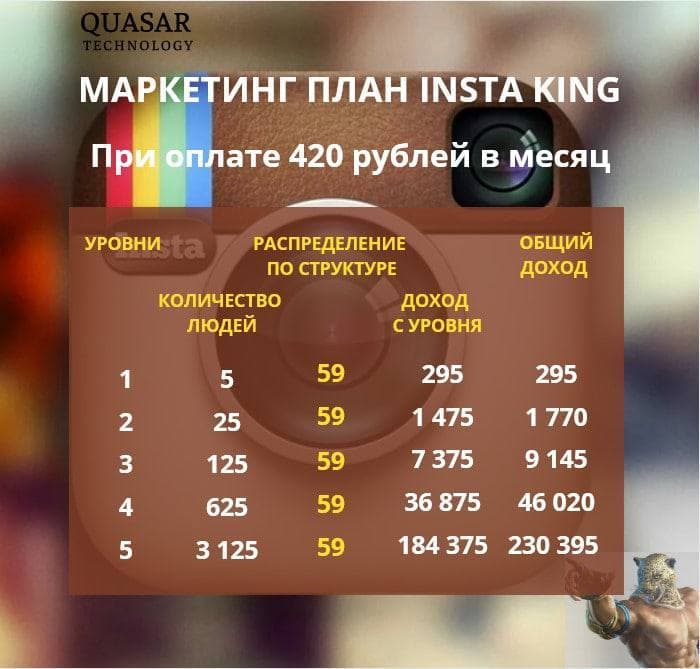 QUASAR
TECHNOLOGY
МАРКЕТИНГ ПЛАН INSTA KING
При оплате 420 рублей в месяц
Insta
УРОВНИ РАСПРЕДЕЛЕНИЕ ОБЩИЙ
ПО СТРУКТУРЕ ДОХОД
КОЛИЧЕСТВО ДОХОД
ЛЮДЕЙ С УРОВНЯ
1 5 59 295 295
2 25 59 1 475 1 770
3 125 59 7 375 9 145
4 625 59 36 875 46 020
5 3 125 59 184 375 230 395